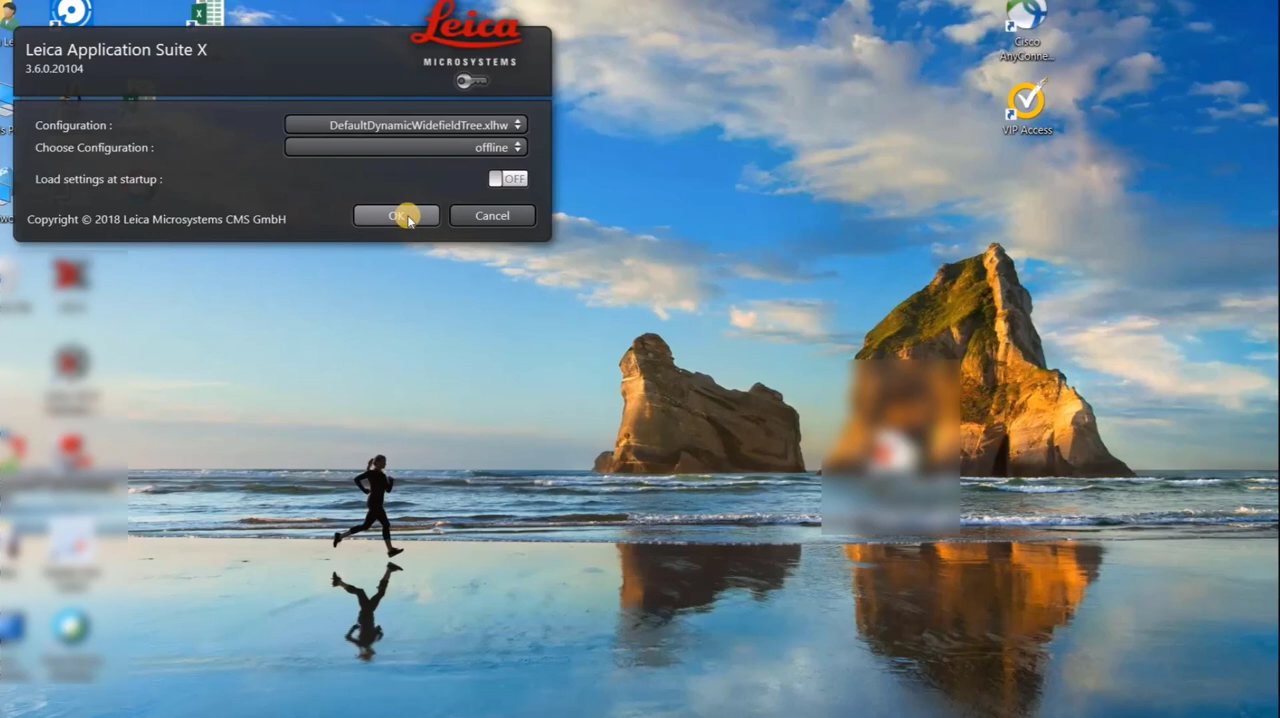 Leica
MICROSYSTEMS
Leica Application Suite X
3.6.0.20104
Configuration :
DefaultDynamicWidefieldTree.xlhw
Choose Configuration :
offline
Load settings at startup :
OFF
Copyright © 2018 Leica Microsystems CMS GmbH
OK
Cancel
Cisco
AnyConne...
VIP Access